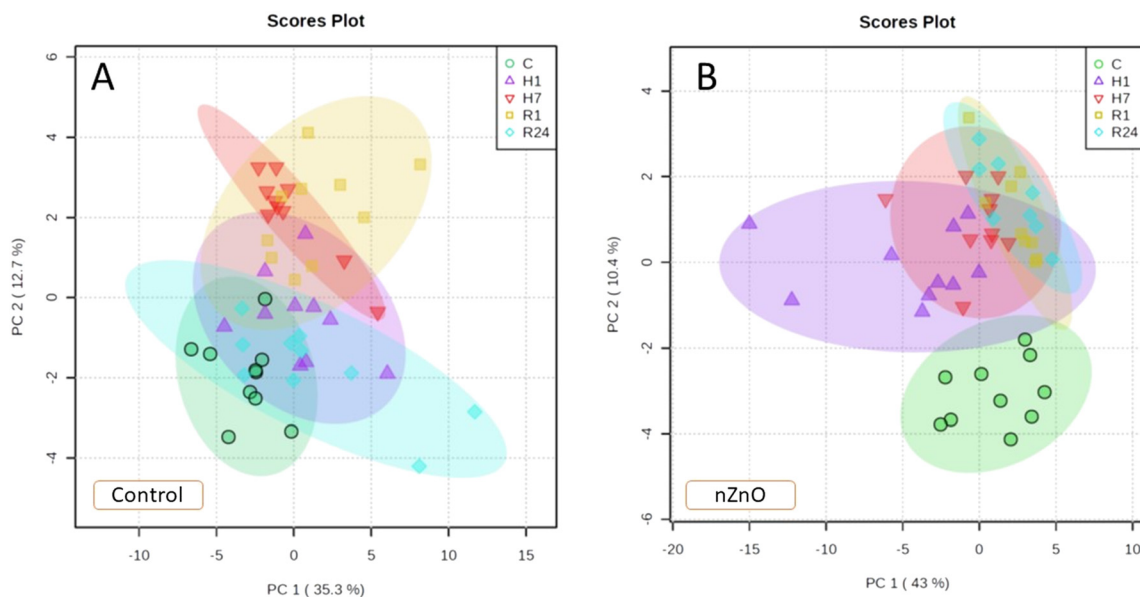 Scores Plot
A
C
H1
H7
R1
R24
6
4
2
0
-2
-4
PC 2 ( 12.7 %)
Control
-10
-5
0
5
10
15
PC 1 ( 35.3 %)
Scores Plot
B
C
H1
H7
R1
R24
4
2
0
-2
-4
-6
PC 2 ( 10.4 %)
nZnO
-20
-15
-10
-5
0
5
10
PC 1 ( 43 %)